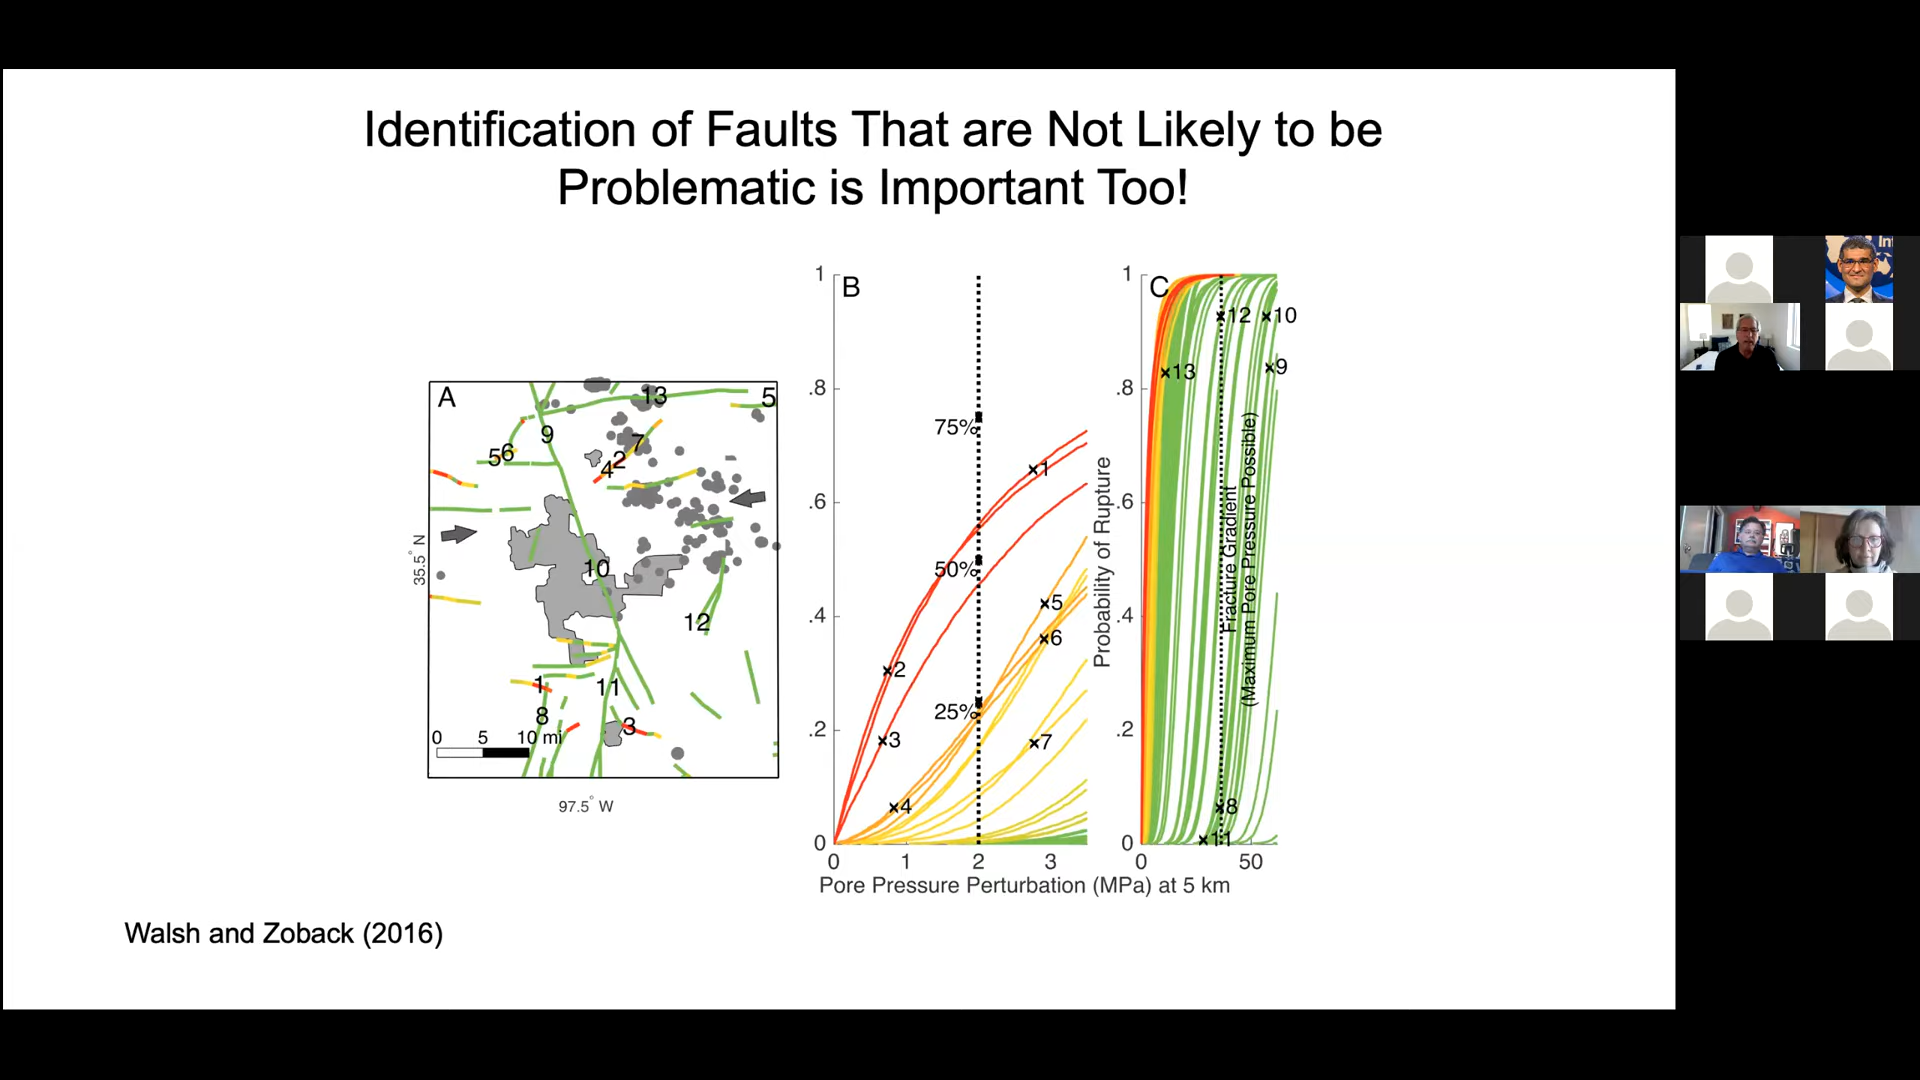 Identification of Faults That are Not Likely to be
Problematic is Important Too!
A
13
5
9
7
5 6
4 2
10
12
1
11
8
3
0 5 10 mi
35.5° N
97.5° W
B
1
.8
.6
.4
.2
0
75%
50%
25%
1
2
3
4
5
6
7
0 1 2 3
Pore Pressure Perturbation (MPa) at 5 km
Probability of Rupture
C
1
.8
.6
.4
.2
0
12
10
13
9
8
11
Fracture Gradient
(Maximum Pore Pressure Possible)
0 50
Walsh and Zoback (2016)
Int